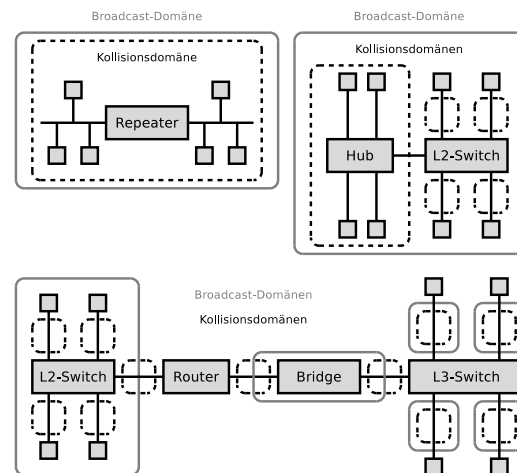 Broadcast-Domäne
Kollisionsdomäne
Repeater
Broadcast-Domäne
Kollisionsdomänen
Hub
L2-Switch
Broadcast-Domänen
Kollisionsdomänen
L2-Switch
Router
Bridge
L3-Switch